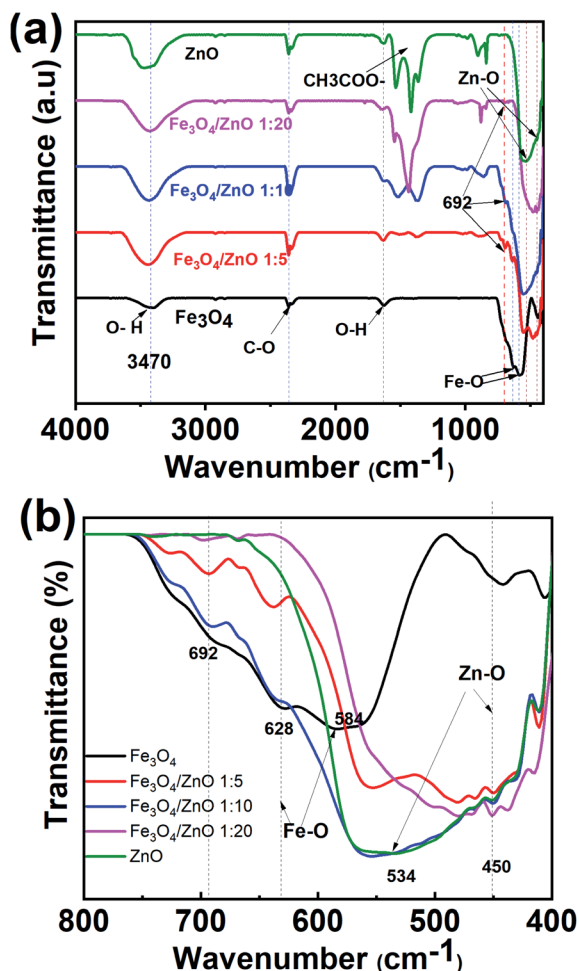 (a)
ZnO
CH3COO-
Zn-O
Fe₃O₄/ZnO 1:20
Fe₃O₄/ZnO 1:10
692
Fe₃O₄/ZnO 1:5
O- H
Fe₃O₄
O-H
3470
C-O
Fe-O
Transmittance (a.u)
4000 3000 2000 1000
Wavenumber (cm⁻¹)
(b)
Transmittance (%)
692
628
584
Zn-O
Fe₃O₄
Fe₃O₄/ZnO 1:5
Fe₃O₄/ZnO 1:10
Fe₃O₄/ZnO 1:20
ZnO
Fe-O
534
450
800 700 600 500 400
Wavenumber (cm⁻¹)